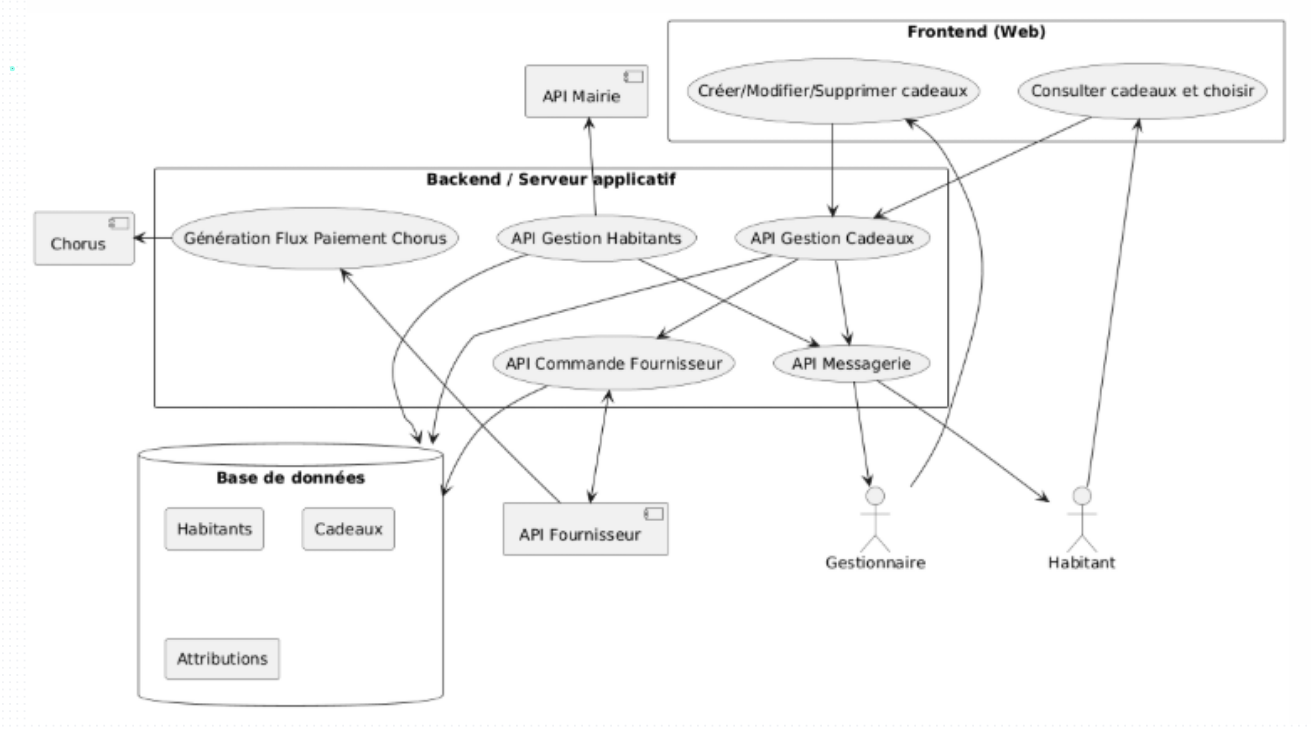 Frontend (Web)
Créer/Modifier/Supprimer cadeaux
Consulter cadeaux et choisir
API Mairie
Backend / Serveur applicatif
Chorus
Génération Flux Paiement Chorus
API Gestion Habitants
API Gestion Cadeaux
API Commande Fournisseur
API Messagerie
Base de données
Habitants
Cadeaux
Attributions
API Fournisseur
Gestionnaire
Habitant